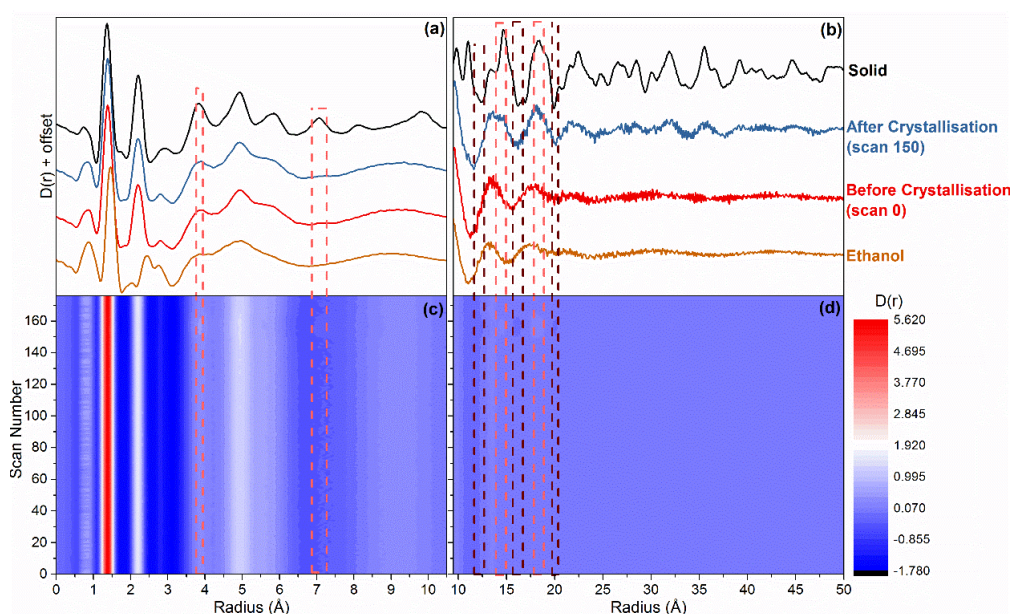 (a)
(b)
D(r) + offset
Solid
After Crystallisation
(scan 150)
Before Crystallisation
(scan 0)
Ethanol
(c)
(d)
D(r)
Scan Number
160
140
120
100
80
60
40
20
0
0 1 2 3 4 5 6 7 8 9 10
Radius (Å)
10 15 20 25 30 35 40 45 50
Radius (Å)
5.620
4.695
3.770
2.845
1.920
0.995
0.070
-0.855
-1.780